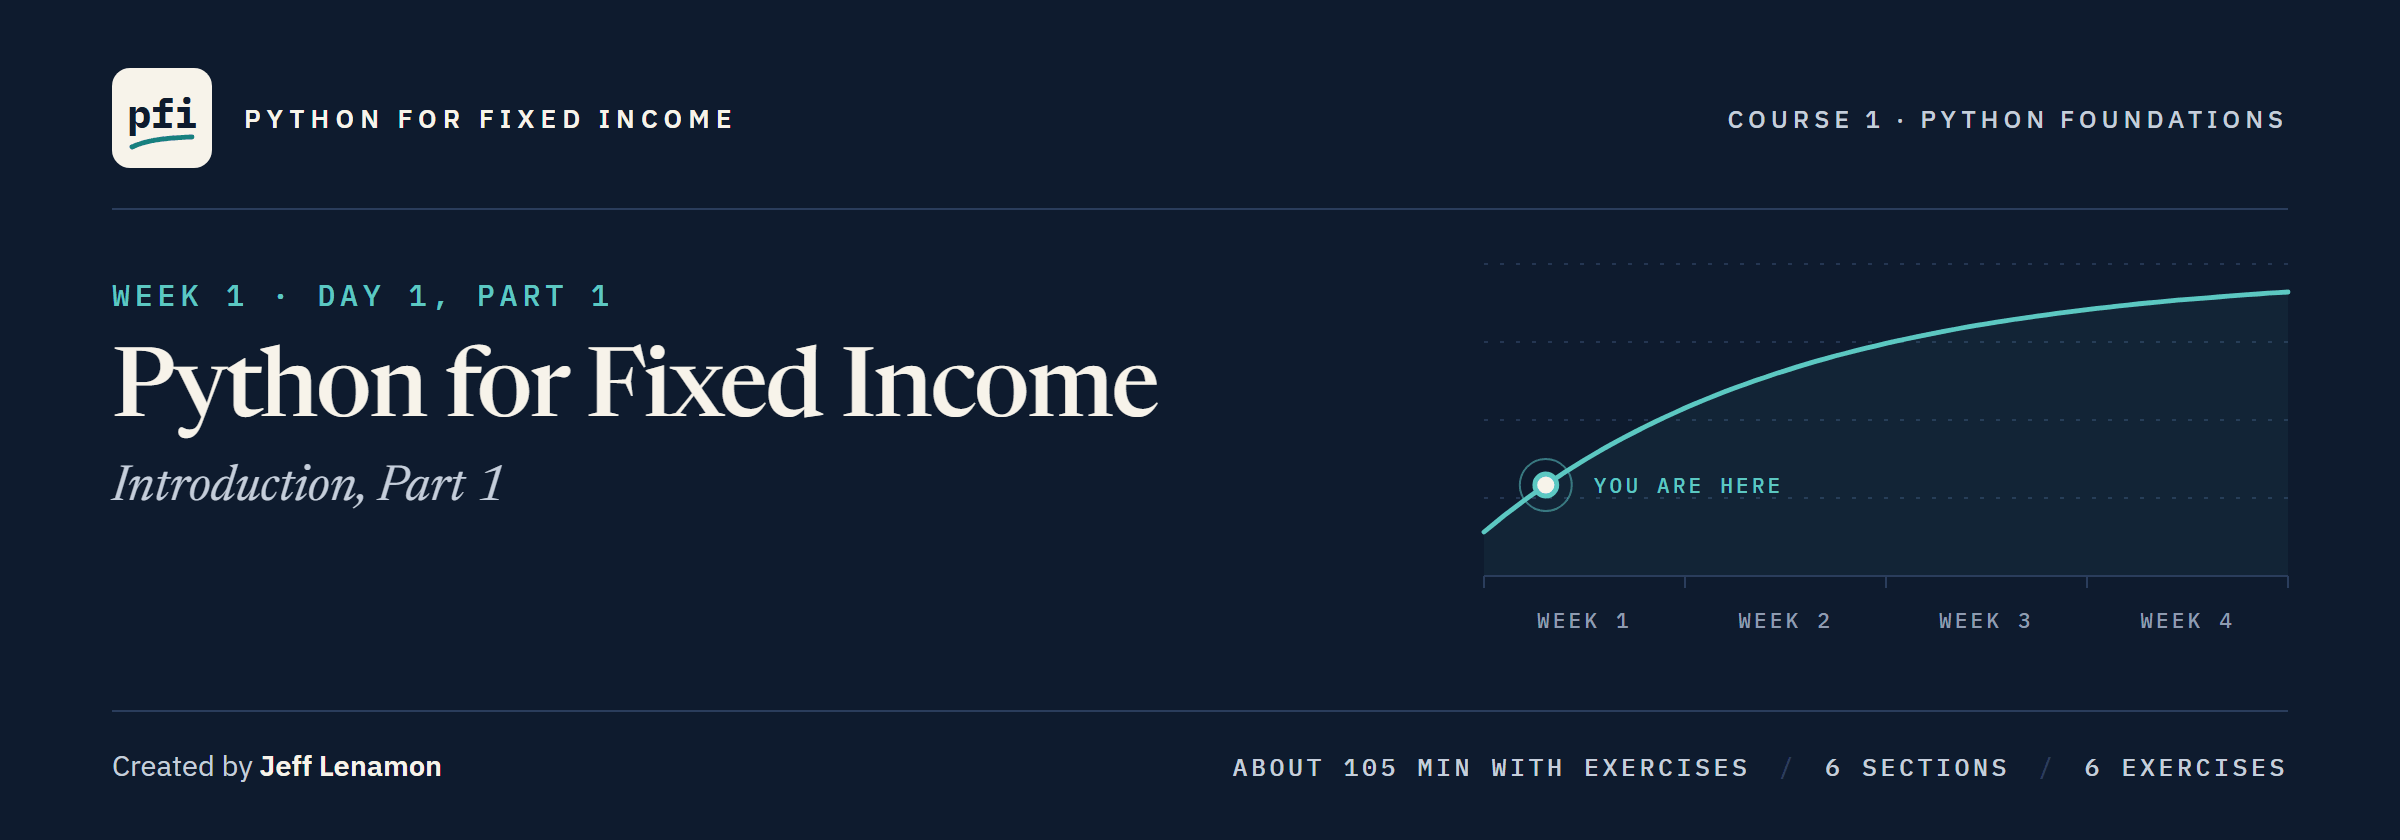 pfi
PYTHON FOR FIXED INCOME
COURSE 1 · PYTHON FOUNDATIONS
WEEK 1 · DAY 1, PART 1
Python for Fixed Income
Introduction, Part 1
YOU ARE HERE
WEEK 1
WEEK 2
WEEK 3
WEEK 4
Created by Jeff Lenamon
ABOUT 105 MIN WITH EXERCISES / 6 SECTIONS / 6 EXERCISES